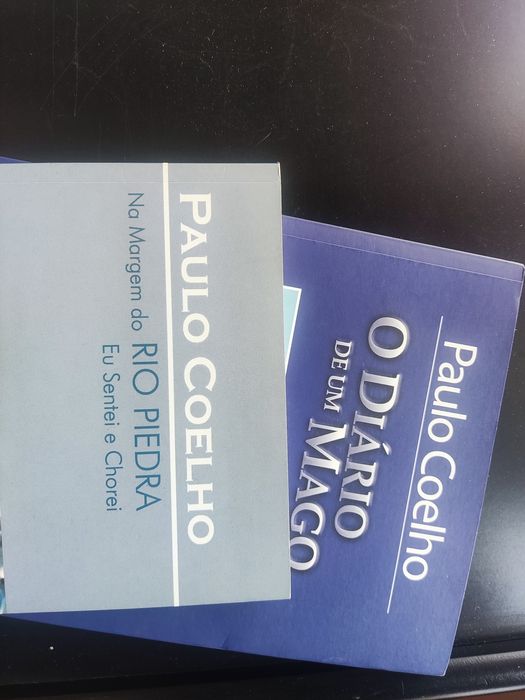 PAULO COELHO
Na Margem do RIO PIEDRA
Eu Sentei e Chorei
Paulo Coelho
O DIÁRIO
DE UM MAGO